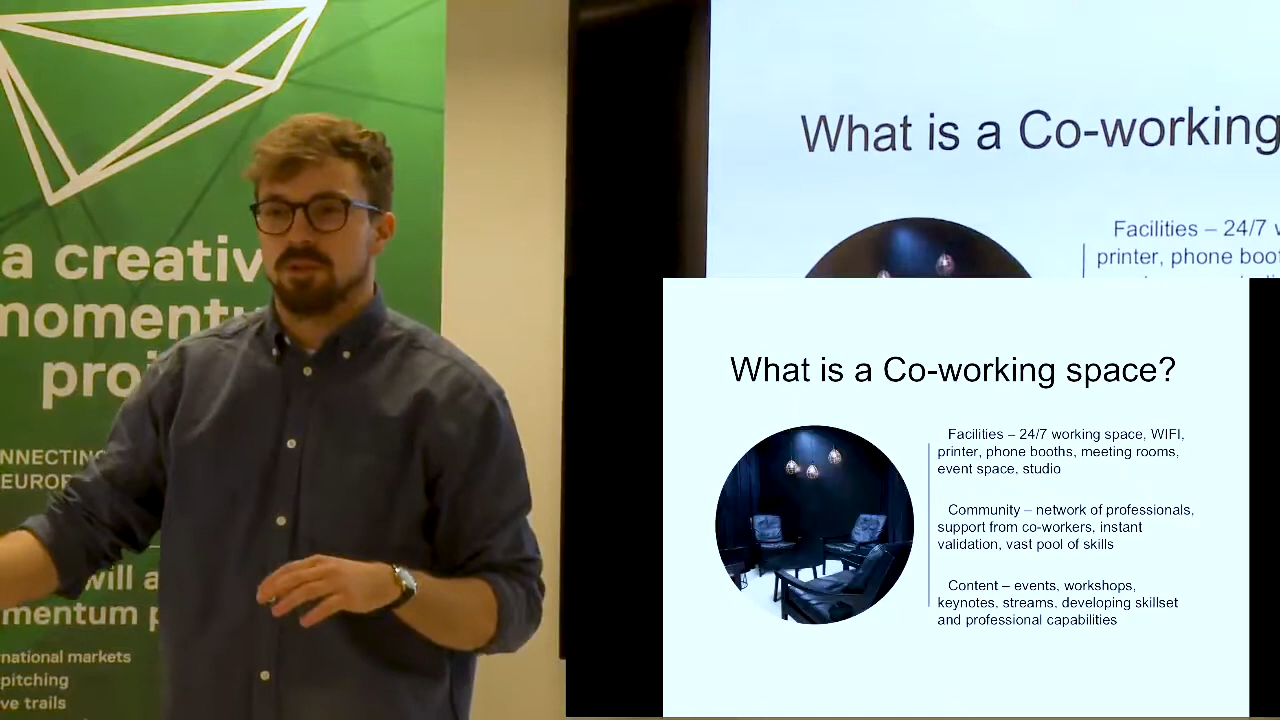 a creativ
momentu
proj
NNECTING
EUROP
will a
mentum p
national markets
pitching
ve trails
What is a Co-working
Facilities – 24/7 w
printer, phone boot
What is a Co-working space?
Facilities – 24/7 working space, WIFI,
printer, phone booths, meeting rooms,
event space, studio
Community – network of professionals,
support from co-workers, instant
validation, vast pool of skills
Content – events, workshops,
keynotes, streams, developing skillset
and professional capabilities